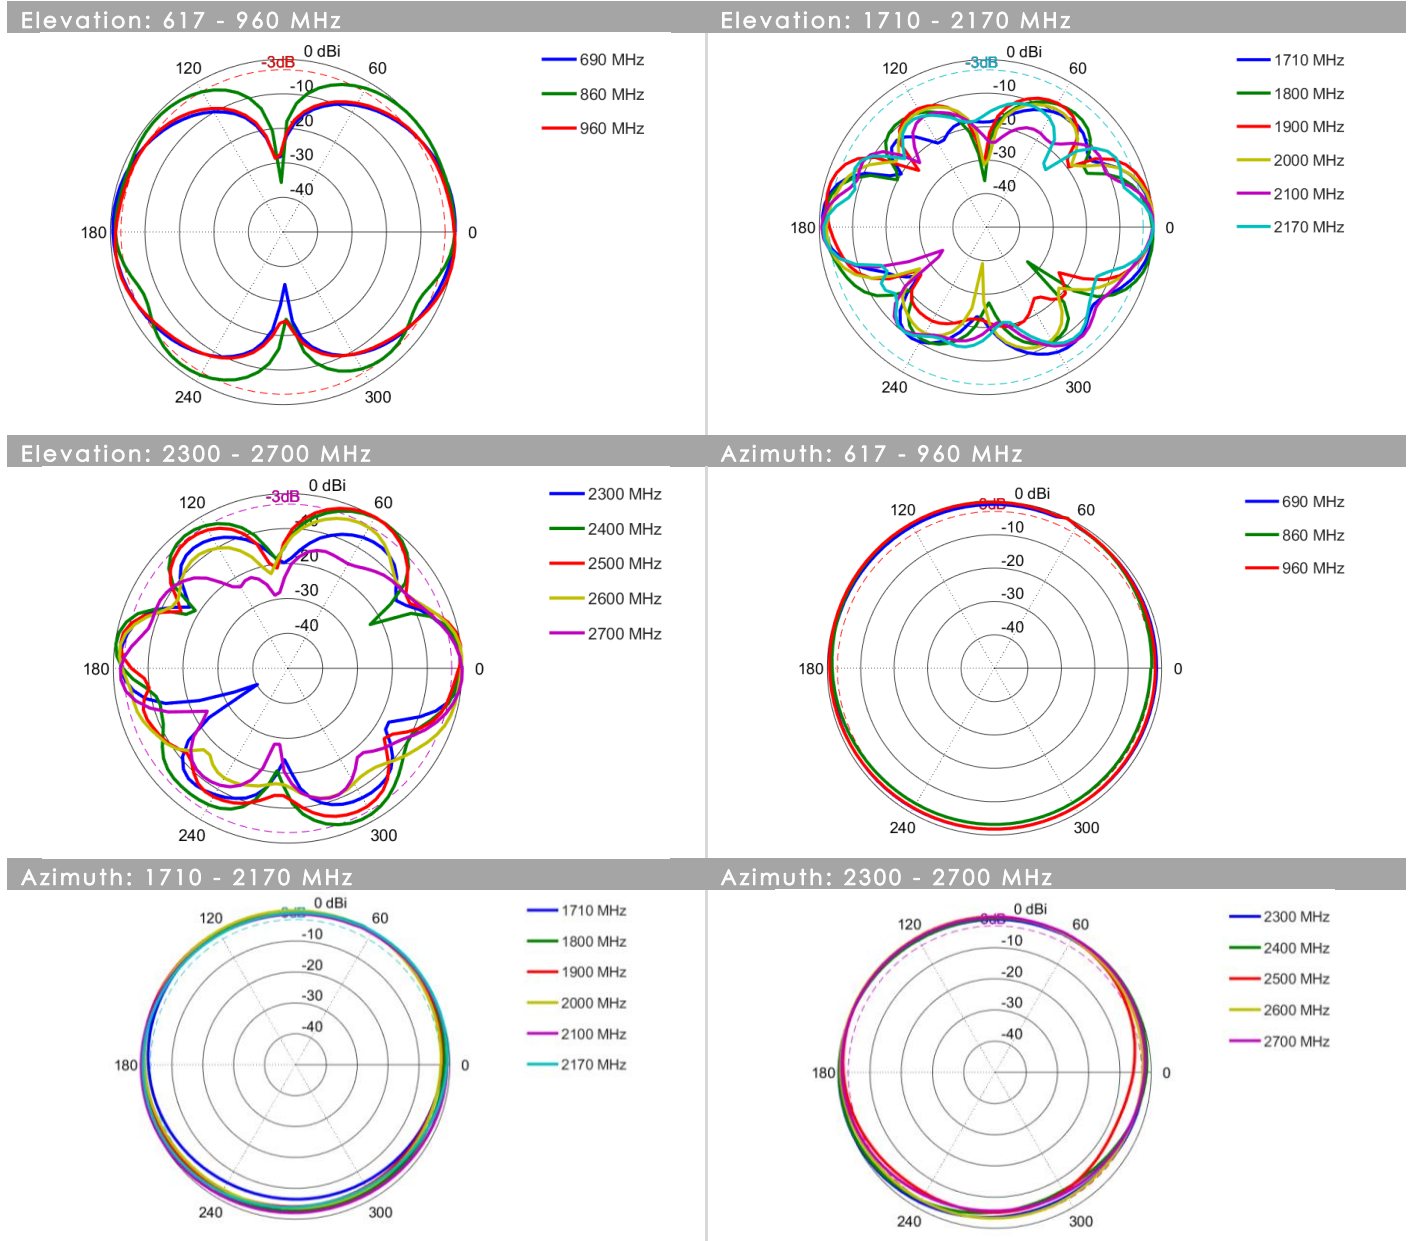 Elevation: 617 - 960 MHz
0 dBi
-3dB
120
60
-10
-20
-30
-40
180
0
240
300
690 MHz
860 MHz
960 MHz
Elevation: 1710 - 2170 MHz
0 dBi
-3dB
120
60
-10
-30
-40
180
0
240
300
1710 MHz
1800 MHz
1900 MHz
2000 MHz
2100 MHz
2170 MHz
Elevation: 2300 - 2700 MHz
0 dBi
-3dB
120
60
-20
-30
-40
180
0
240
300
2300 MHz
2400 MHz
2500 MHz
2600 MHz
2700 MHz
Azimuth: 617 - 960 MHz
0 dBi
-3dB
120
60
-10
-20
-30
-40
180
0
240
300
690 MHz
860 MHz
960 MHz
Azimuth: 1710 - 2170 MHz
0 dBi
120
60
-10
-20
-30
-40
180
0
240
300
1710 MHz
1800 MHz
1900 MHz
2000 MHz
2100 MHz
2170 MHz
Azimuth: 2300 - 2700 MHz
0 dBi
120
60
-10
-20
-30
-40
180
0
240
300
2300 MHz
2400 MHz
2500 MHz
2600 MHz
2700 MHz